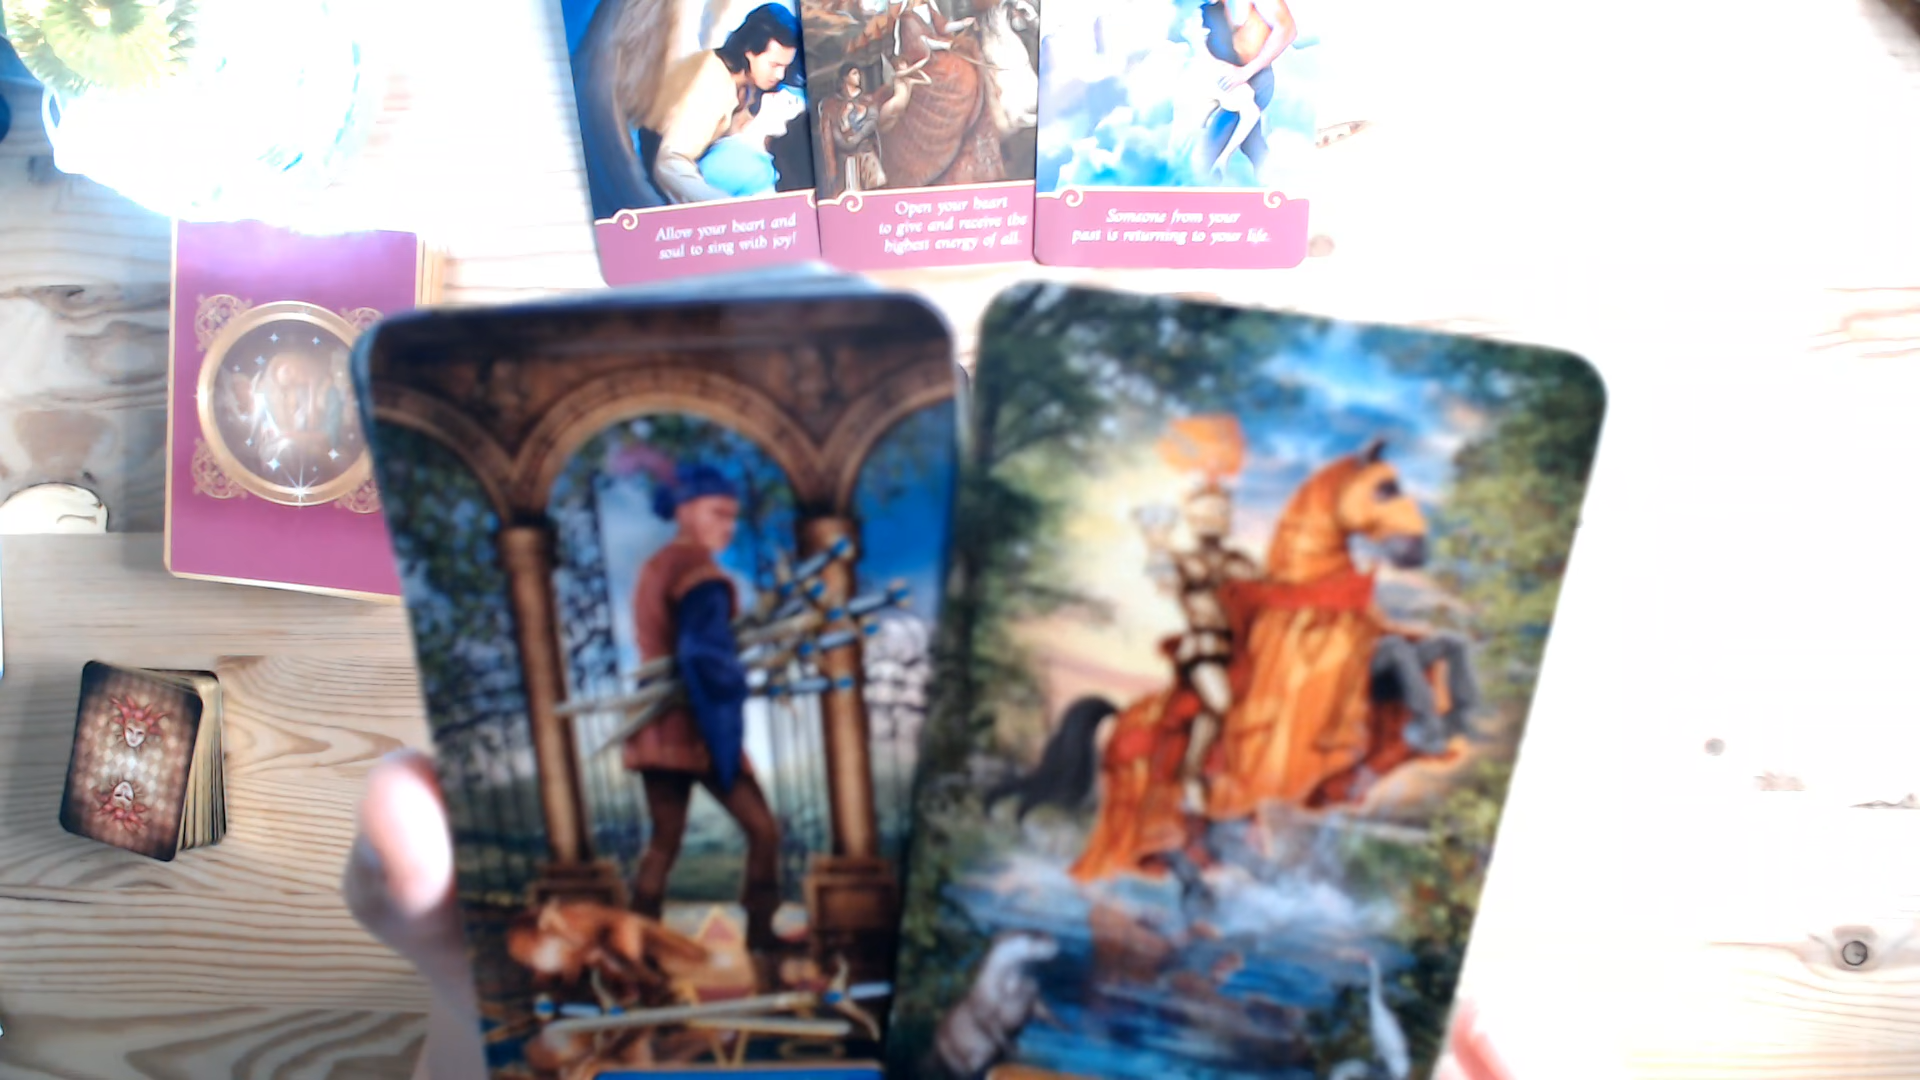 Allow your heart and
soul to sing with joy!
Open your heart
to give and receive the
highest energy of all.
Someone from your
past is returning to your life.